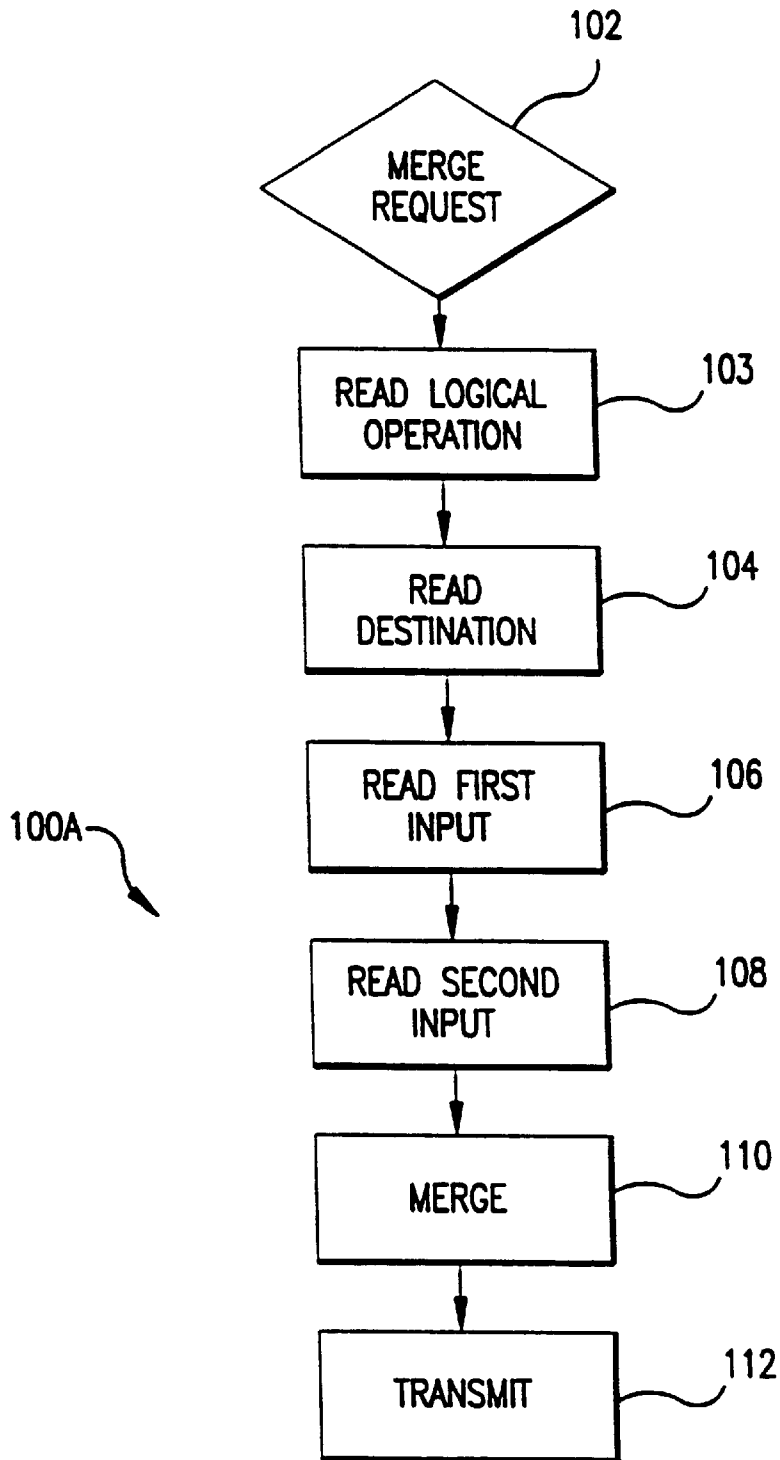 102
MERGE
REQUEST
103
READ LOGICAL
OPERATION
104
READ
DESTINATION
106
READ FIRST
INPUT
100A
108
READ SECOND
INPUT
110
MERGE
112
TRANSMIT